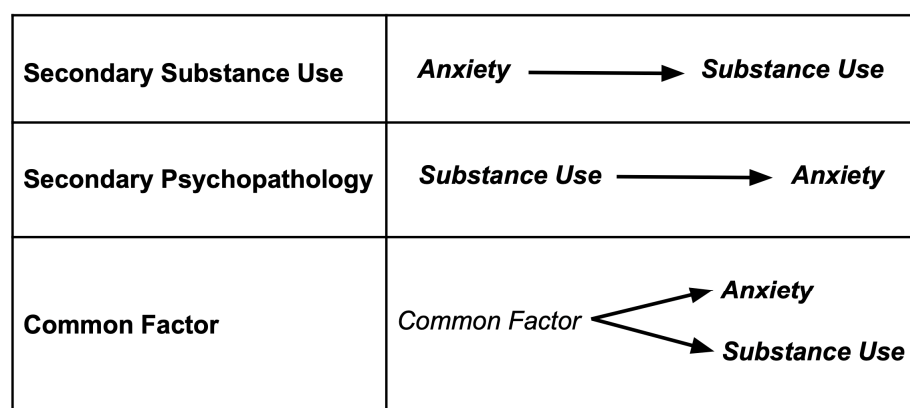 Secondary Substance Use
Anxiety
Substance Use
Secondary Psychopathology
Substance Use
Anxiety
Common Factor
Common Factor
Anxiety
Substance Use